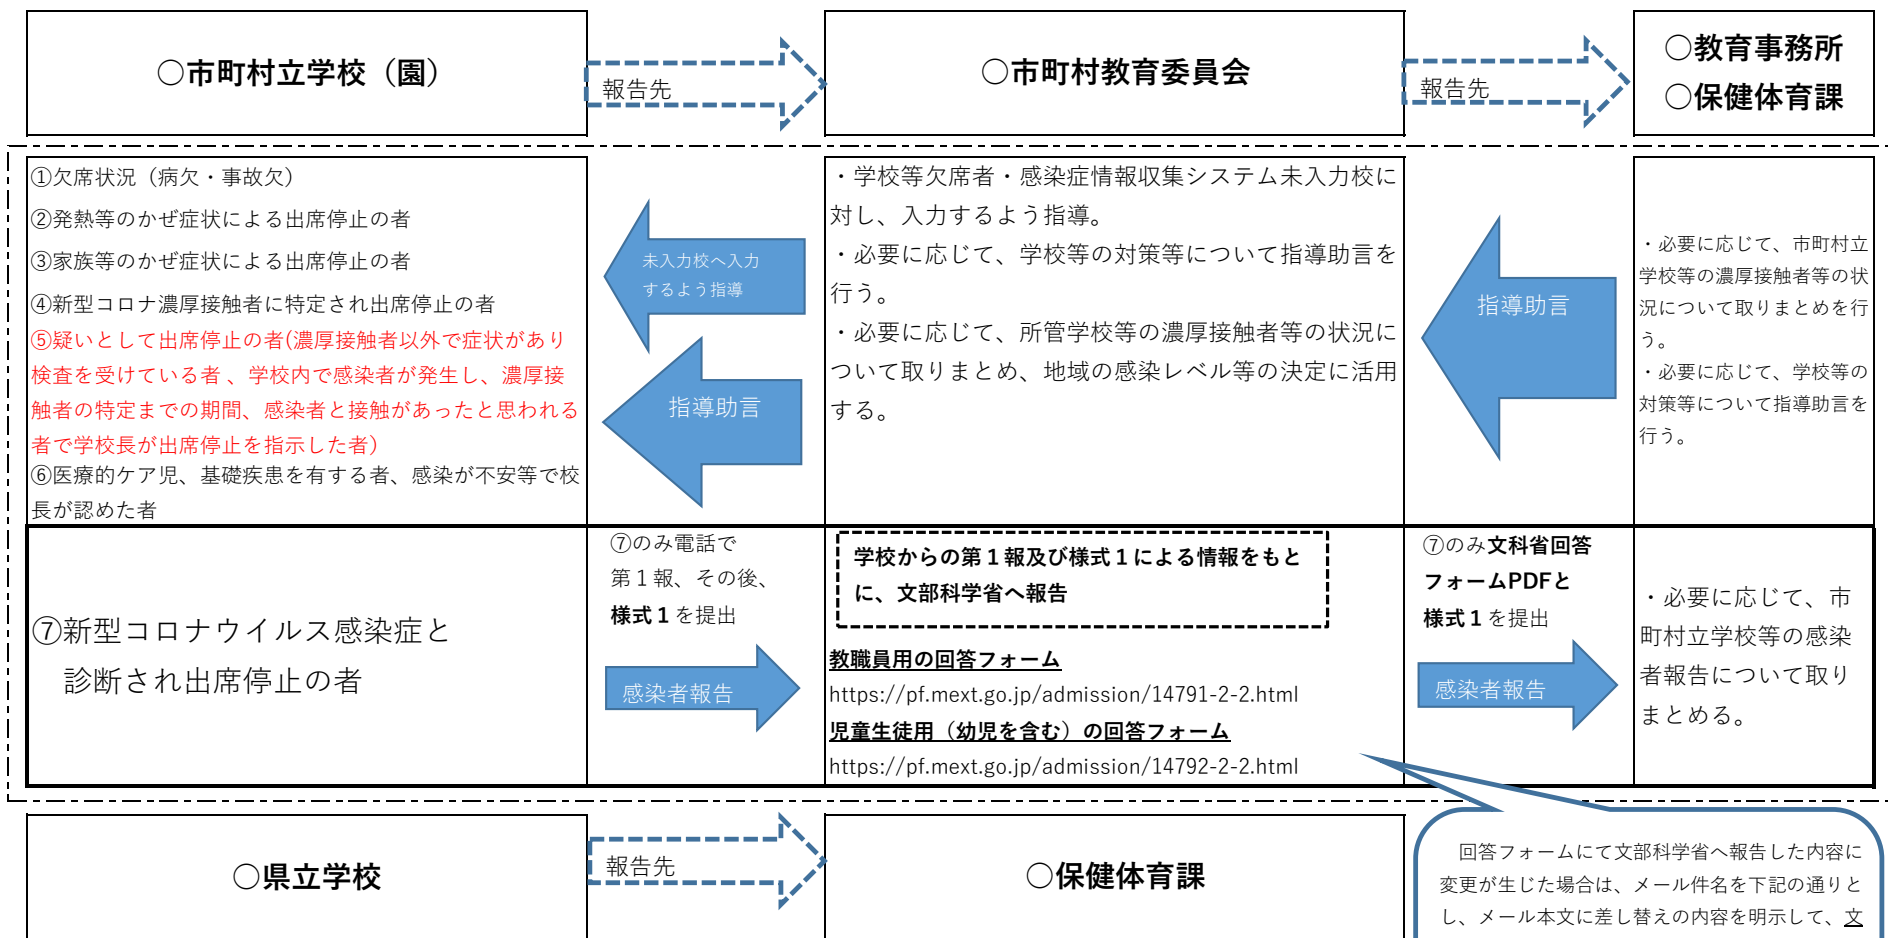 ○市町村立学校（園）
報告先
○市町村教育委員会
報告先
○教育事務所
○保健体育課
①欠席状況（病欠・事故欠）
②発熱等のかぜ症状による出席停止の者
③家族等のかぜ症状による出席停止の者
④新型コロナ濃厚接触者に特定され出席停止の者
⑤疑いとして出席停止の者(濃厚接触者以外で症状があり
検査を受けている者 、学校内で感染者が発生し、濃厚接
触者の特定までの期間、感染者と接触があったと思われる
者で学校長が出席停止を指示した者）
⑥医療的ケア児、基礎疾患を有する者、感染が不安等で校
長が認めた者
未入力校へ入力
するよう指導
指導助言
・学校等欠席者・感染症情報収集システム未入力校に
対し、入力するよう指導。
・必要に応じて、学校等の対策等について指導助言を
行う。
・必要に応じて、所管学校等の濃厚接触者等の状況に
ついて取りまとめ、地域の感染レベル等の決定に活用
する。
指導助言
・必要に応じて、市町村立
学校等の濃厚接触者等の状
況について取りまとめを行
う。
・必要に応じて、学校等の
対策等について指導助言を
行う。
⑦新型コロナウイルス感染症と
診断され出席停止の者
⑦のみ電話で
第１報、その後、
様式１を提出
感染者報告
学校からの第１報及び様式１による情報をもと
に、文部科学省へ報告
教職員用の回答フォーム
https://pf.mext.go.jp/admission/14791-2-2.html
児童生徒用（幼児を含む）の回答フォーム
https://pf.mext.go.jp/admission/14792-2-2.html
⑦のみ文科省回答
フォームPDFと
様式１を提出
感染者報告
・必要に応じて、市
町村立学校等の感染
者報告について取り
まとめる。
○県立学校
報告先
○保健体育課
回答フォームにて文部科学省へ報告した内容に
変更が生じた場合は、メール件名を下記の通りと
し、メール本文に差し替えの内容を明示して、文